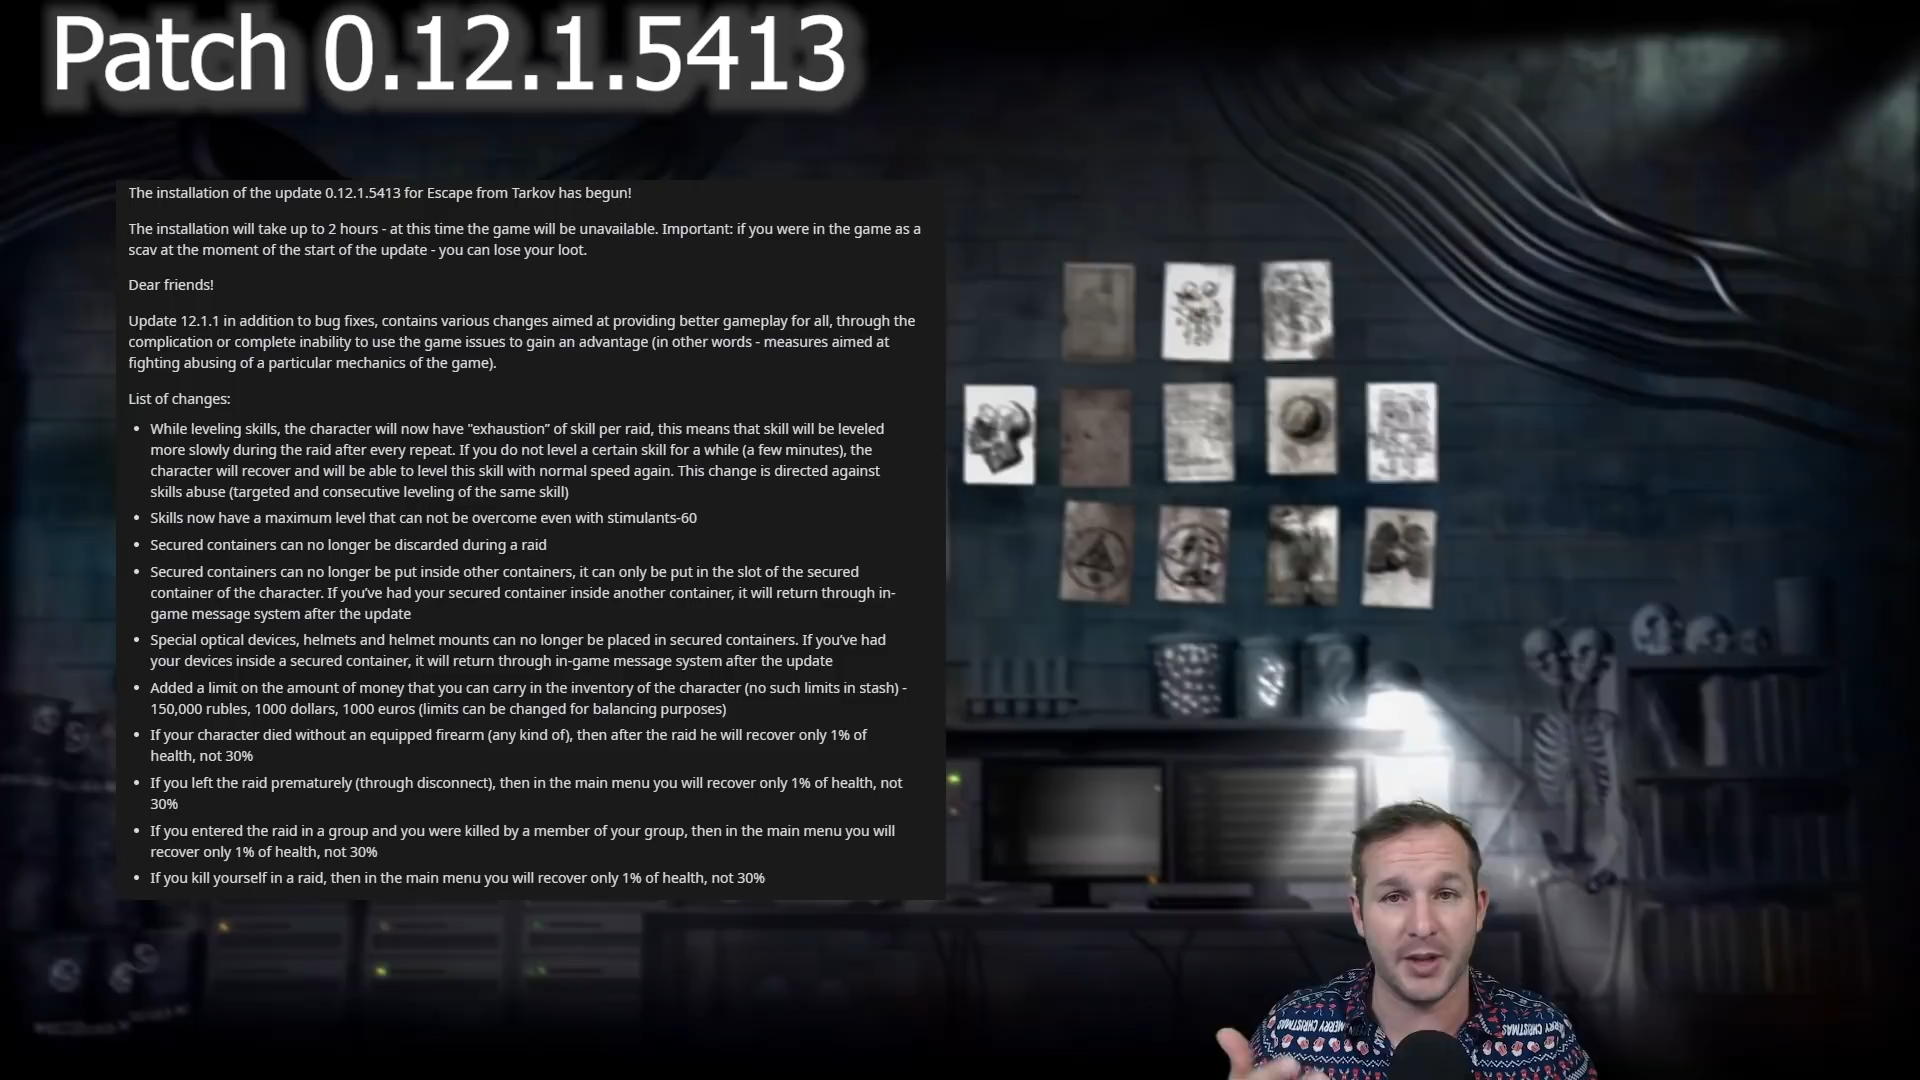 Patch 0.12.1.5413
The installation of the update 0.12.1.5413 for Escape from Tarkov has begun!
The installation will take up to 2 hours - at this time the game will be unavailable. Important: if you were in the game as a
scav at the moment of the start of the update - you can lose your loot.
Dear friends!
Update 12.1.1 in addition to bug fixes, contains various changes aimed at providing better gameplay for all, through the
complication or complete inability to use the game issues to gain an advantage (in other words - measures aimed at
fighting abusing of a particular mechanics of the game).
List of changes:
• While leveling skills, the character will now have "exhaustion” of skill per raid, this means that skill will be leveled
more slowly during the raid after every repeat. If you do not level a certain skill for a while (a few minutes), the
character will recover and will be able to level this skill with normal speed again. This change is directed against
skills abuse (targeted and consecutive leveling of the same skill)
• Skills now have a maximum level that can not be overcome even with stimulants-60
• Secured containers can no longer be discarded during a raid
• Secured containers can no longer be put inside other containers, it can only be put in the slot of the secured
container of the character. If you’ve had your secured container inside another container, it will return through in-
game message system after the update
• Special optical devices, helmets and helmet mounts can no longer be placed in secured containers. If you’ve had
your devices inside a secured container, it will return through in-game message system after the update
• Added a limit on the amount of money that you can carry in the inventory of the character (no such limits in stash) -
150,000 rubles, 1000 dollars, 1000 euros (limits can be changed for balancing purposes)
• If your character died without an equipped firearm (any kind of), then after the raid he will recover only 1% of
health, not 30%
• If you left the raid prematurely (through disconnect), then in the main menu you will recover only 1% of health, not
30%
• If you entered the raid in a group and you were killed by a member of your group, then in the main menu you will
recover only 1% of health, not 30%
• If you kill yourself in a raid, then in the main menu you will recover only 1% of health, not 30%
MERRY CHRISTMAS